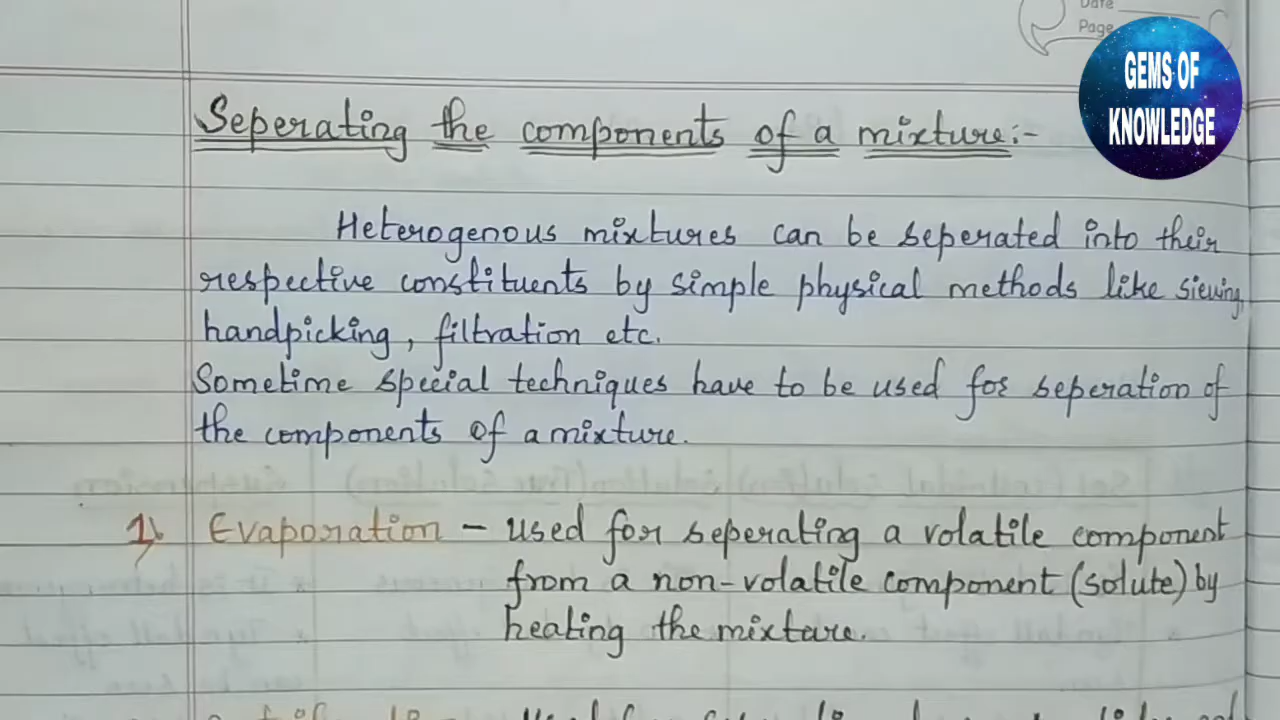 Date
Page
GEMS OF
KNOWLEDGE
Seperating the components of a mixture:-
Heterogenous mixtures can be seperated into their
respective constituents by simple physical methods like sieving,
handpicking, filtration etc.
Sometime special techniques have to be used for seperation of
the components of a mixture.
1) Evaporation - used for seperating a volatile component
from a non-volatile component (solute) by
heating the mixture.